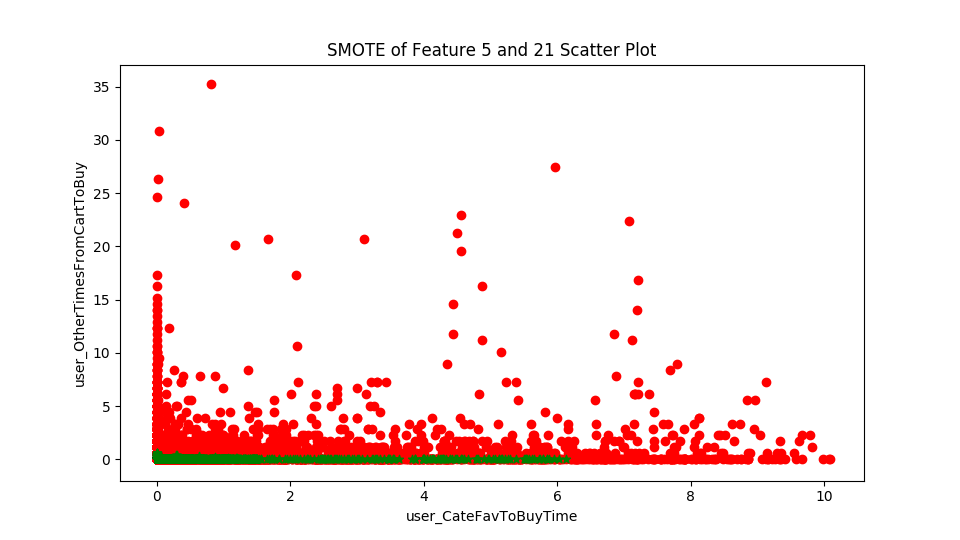 SMOTE of Feature 5 and 21 Scatter Plot
user_OtherTimesFromCartToBuy
35
30
25
20
15
10
5
0
0 2 4 6 8 10
user_CateFavToBuyTime